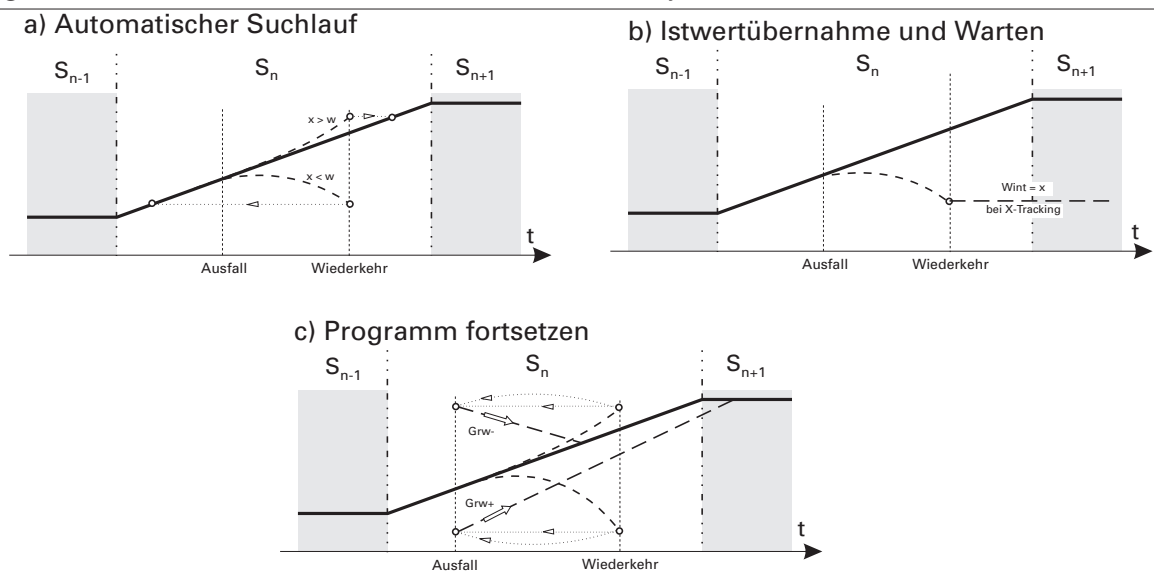 a) Automatischer Suchlauf
Sn-1
Sn
Sn+1
x > w
x < w
t
Ausfall
Wiederkehr
b) Istwertübernahme und Warten
Sn-1
Sn
Sn+1
Wint = x
bei X-Tracking
t
Ausfall
Wiederkehr
c) Programm fortsetzen
Sn-1
Sn
Sn+1
Grw-
Grw+
t
Ausfall
Wiederkehr